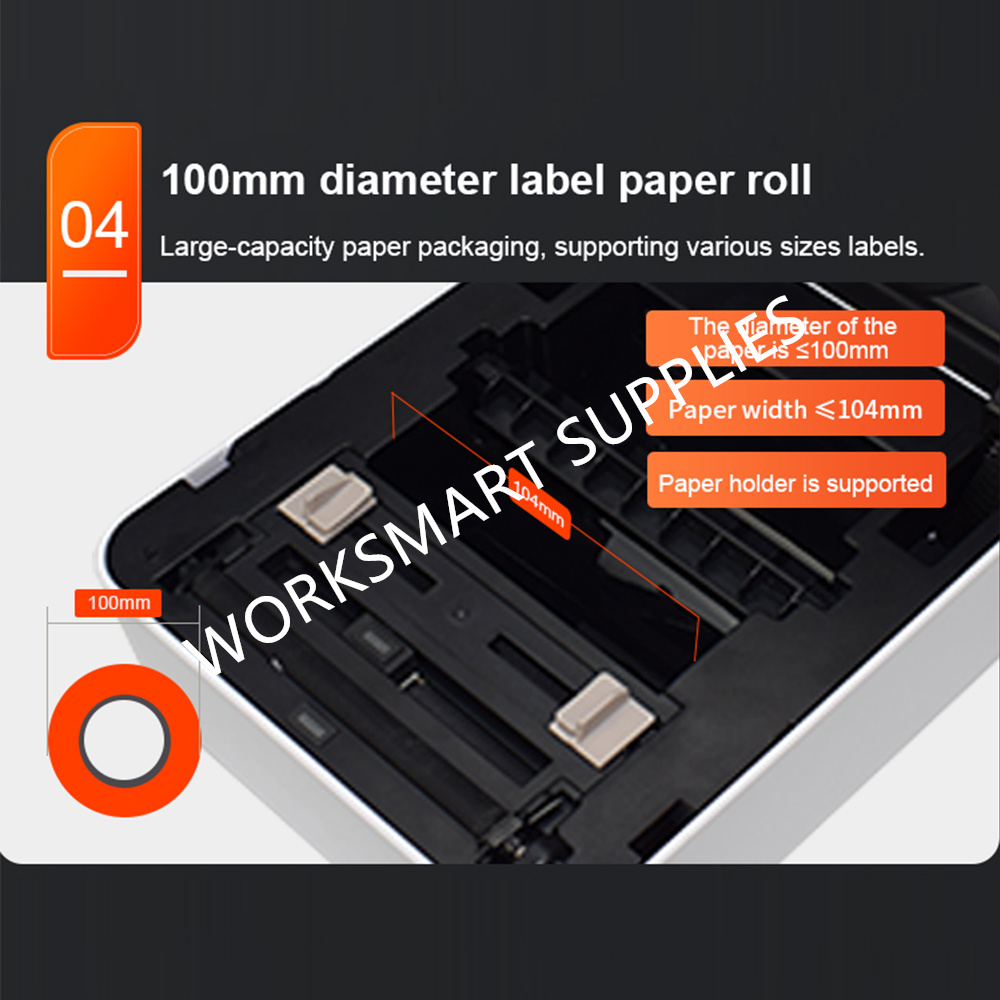 04
100mm diameter label paper roll
Large-capacity paper packaging, supporting various sizes labels.
The diameter of the
paper is ≤100mm
Paper width ≤104mm
Paper holder is supported
104mm
100mm
WORKSMART SUPPLIES